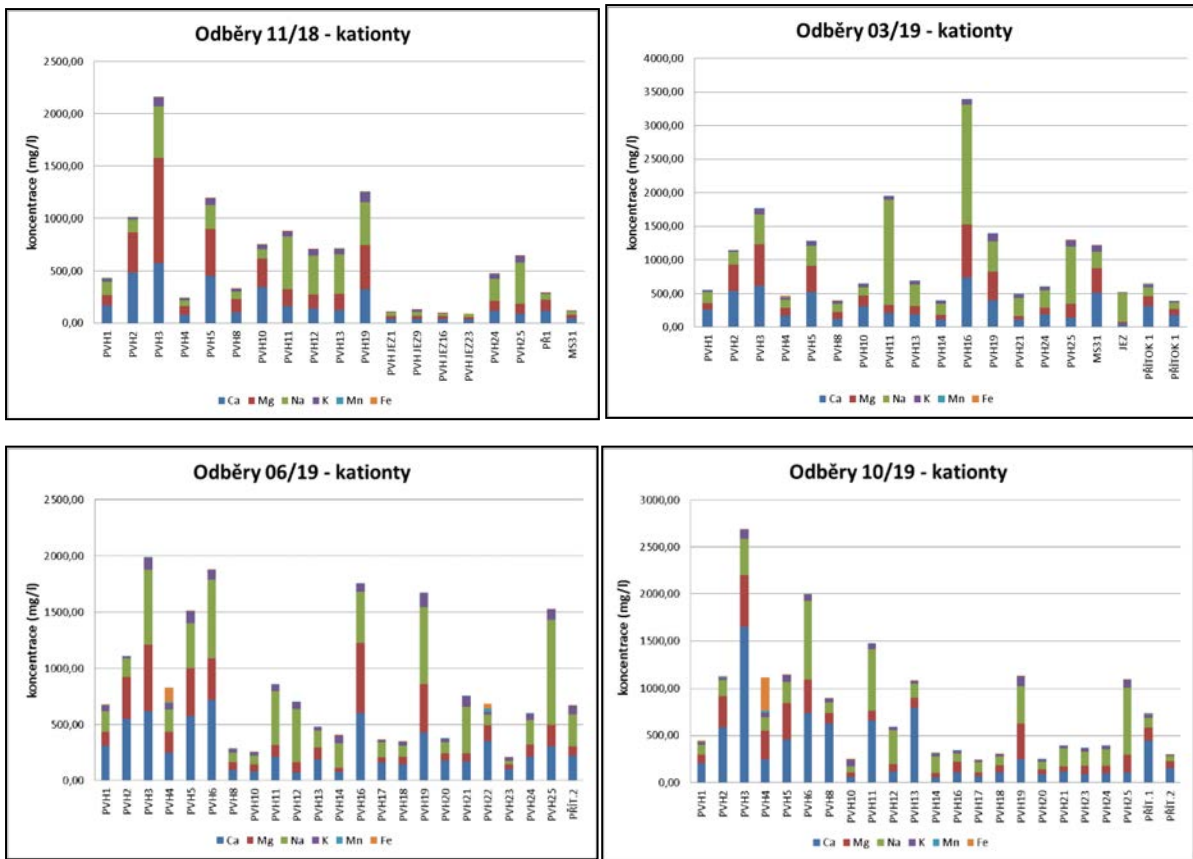 Odběry 11/18 - kationty
koncentrace (mg/l)
2 500,00
2000,00
1500,00
1000,00
500,00
0,00
PVH1
PVH2
PVH3
PVH4
PVH5
PVH8
PVH10
PVH11
PVH12
PVH13
PVH19
PVH JEZ1
PVH JEZ9
PVH JEZ16
PVH JEZ23
PVH24
PVH25
PŘ1
MS31
Ca Mg Na K Mn Fe
Odběry 03/19 - kationty
koncentrace (mg/l)
4000,00
3500,00
3000,00
2500,00
2000,00
1500,00
1000,00
500,00
0,00
PVH1
PVH2
PVH3
PVH4
PVH5
PVH8
PVH10
PVH11
PVH13
PVH14
PVH16
PVH19
PVH21
PVH24
PVH25
MS31
JEZ
PŘÍTOK 1
PŘÍTOK 1
Ca Mg Na K Mn Fe
Odběry 06/19 - kationty
koncentrace (mg/l)
2 500,00
2000,00
1500,00
1000,00
500,00
0,00
PVH1
PVH2
PVH3
PVH4
PVH5
PVH6
PVH8
PVH10
PVH11
PVH12
PVH13
PVH14
PVH16
PVH17
PVH18
PVH19
PVH20
PVH21
PVH22
PVH23
PVH24
PVH25
PŘÍT.2
Ca Mg Na K Mn Fe
Odběry 10/19 - kationty
koncentrace (mg/l)
3000,00
2500,00
2000,00
1500,00
1000,00
500,00
0,00
PVH1
PVH2
PVH3
PVH4
PVH5
PVH6
PVH8
PVH10
PVH11
PVH12
PVH13
PVH14
PVH16
PVH17
PVH18
PVH19
PVH20
PVH21
PVH23
PVH24
PVH25
PŘÍT.1
PŘÍT.2
Ca Mg Na K Mn Fe